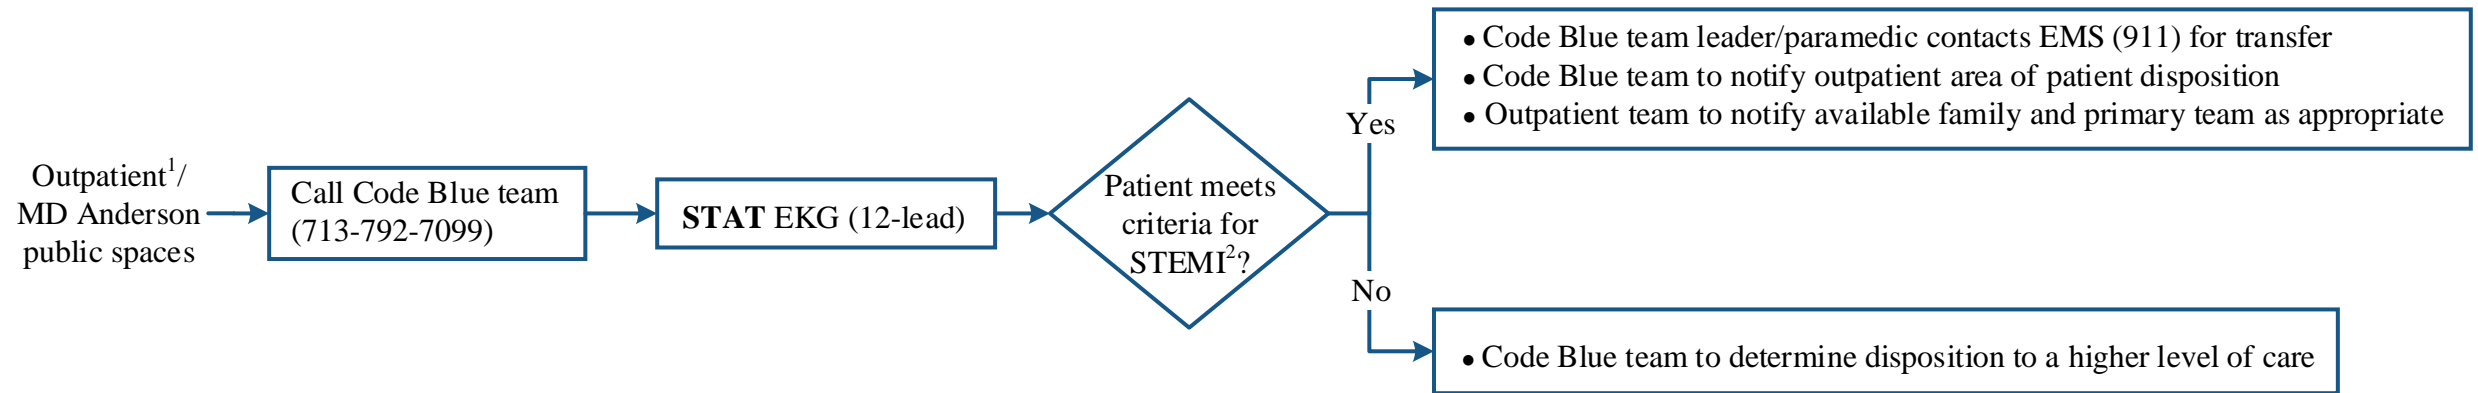 Outpatient¹/
MD Anderson
public spaces
Call Code Blue team
(713-792-7099)
STAT EKG (12-lead)
Patient meets
criteria for
STEMI²?
Yes
• Code Blue team leader/paramedic contacts EMS (911) for transfer
• Code Blue team to notify outpatient area of patient disposition
• Outpatient team to notify available family and primary team as appropriate
No
• Code Blue team to determine disposition to a higher level of care